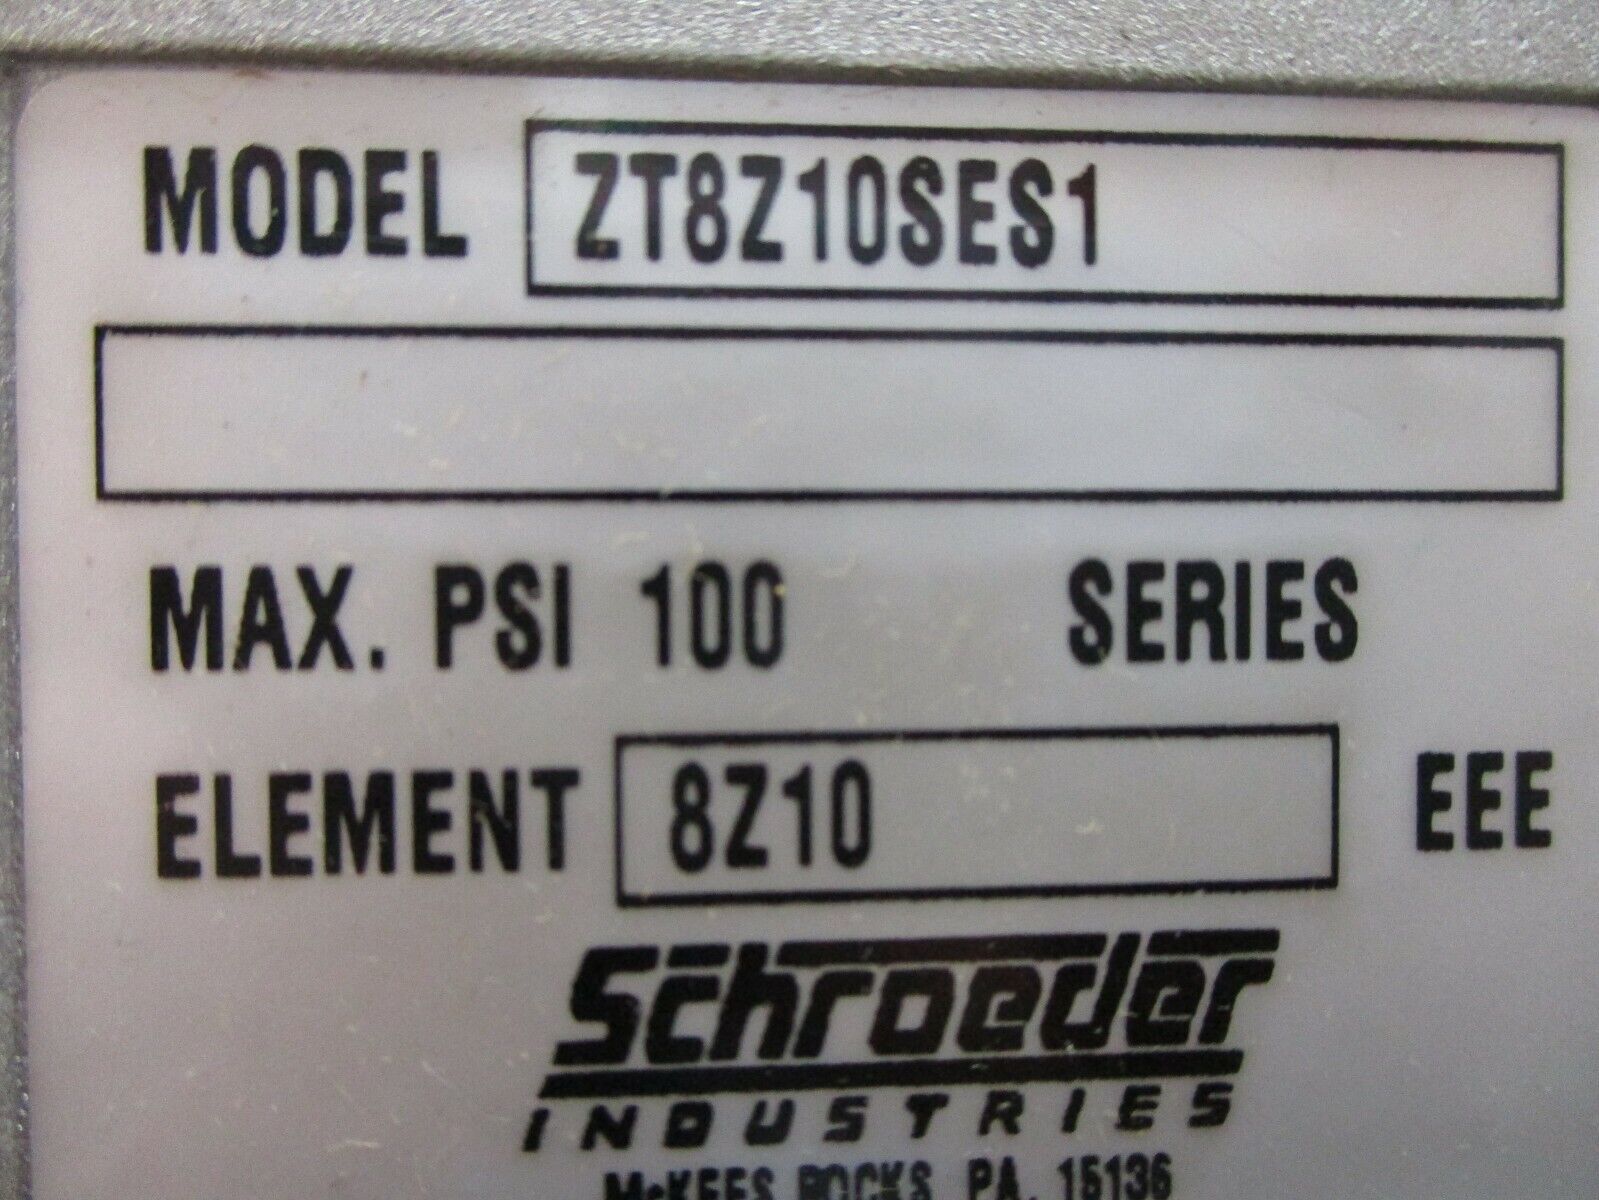 MODEL ZT8Z10SES1
MAX. PSI 100 SERIES
ELEMENT 8Z10 EEE
Schroeder
INDUSTRIES
McKEES ROCKS, PA. 15136